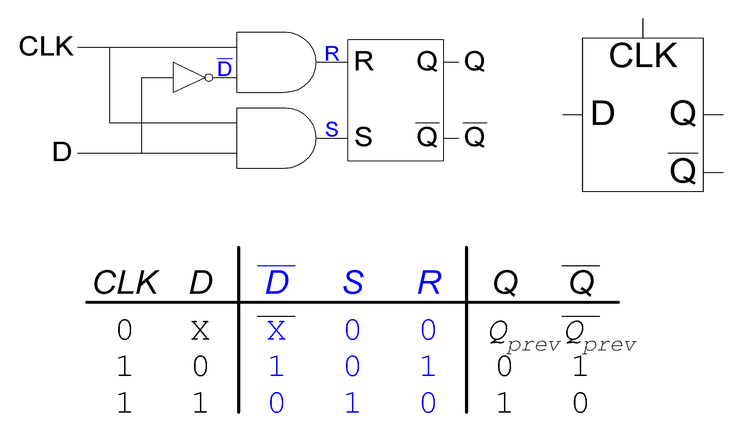 CLK
D
D̅
R
S
R Q Q
S Q̅ Q̅
CLK
D Q
Q̅
CLK D D̅ S R Q Q̅
0 X X̅ 0 0 Qprev Q̅prev
1 0 1 0 1 0 1
1 1 0 1 0 1 0